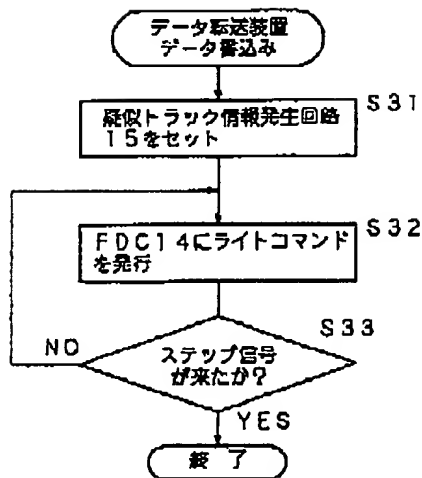 データ転送装置
データ書込み
S31
疑似トラック情報発生回路
15をセット
S32
FDC14にライトコマンド
を発行
S33
ステップ信号
が来たか?
NO
YES
終了